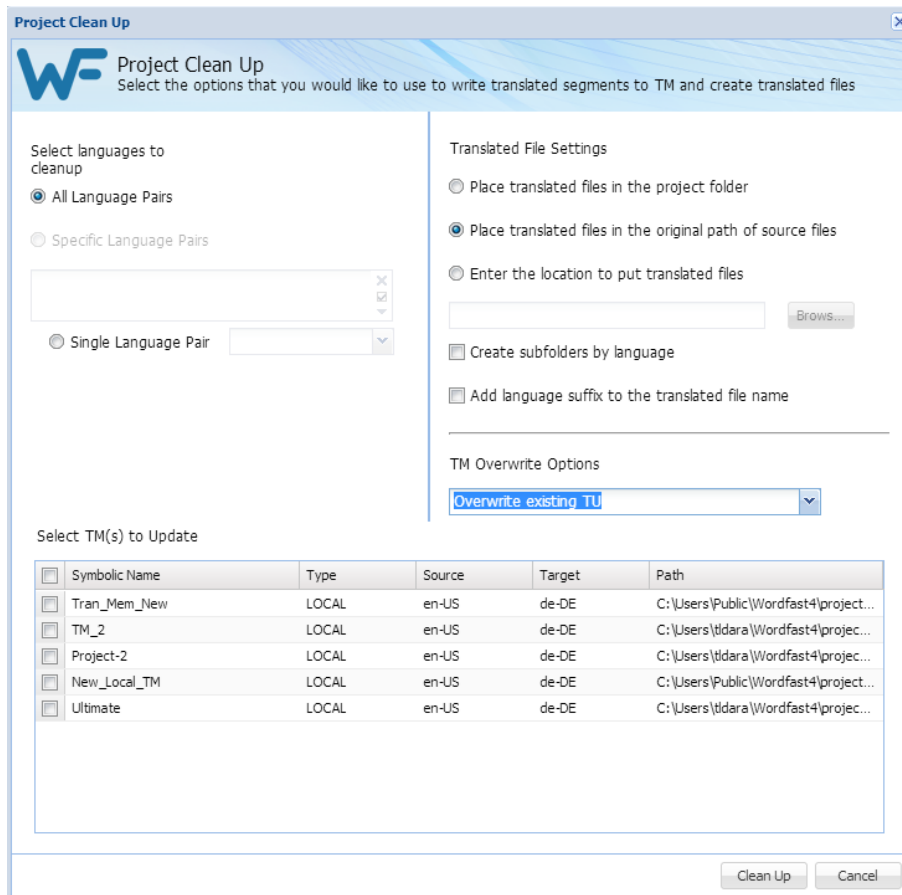 Project Clean Up
WF
Project Clean Up
Select the options that you would like to use to write translated segments to TM and create translated files
Select languages to
cleanup
All Language Pairs
Specific Language Pairs
Single Language Pair
Translated File Settings
Place translated files in the project folder
Place translated files in the original path of source files
Enter the location to put translated files
Brows...
Create subfolders by language
Add language suffix to the translated file name
TM Overwrite Options
Overwrite existing TU
Select TM(s) to Update
Symbolic Name Type Source Target Path
Tran_Mem_New LOCAL en-US de-DE C:\Users\Public\Wordfast4\project...
TM_2 LOCAL en-US de-DE C:\Users\tldara\Wordfast4\projec...
Project-2 LOCAL en-US de-DE C:\Users\tldara\Wordfast4\projec...
New_Local_TM LOCAL en-US de-DE C:\Users\Public\Wordfast4\project...
Ultimate LOCAL en-US de-DE C:\Users\tldara\Wordfast4\projec...
Clean Up Cancel